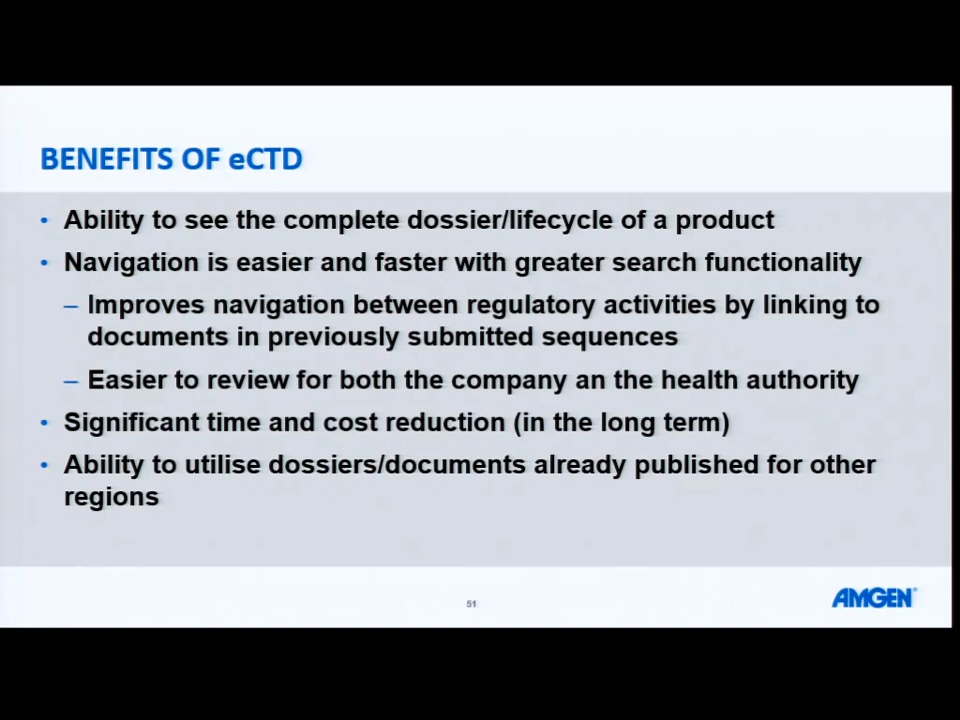 BENEFITS OF eCTD
• Ability to see the complete dossier/lifecycle of a product
• Navigation is easier and faster with greater search functionality
– Improves navigation between regulatory activities by linking to
documents in previously submitted sequences
– Easier to review for both the company an the health authority
• Significant time and cost reduction (in the long term)
• Ability to utilise dossiers/documents already published for other
regions
51
AMGEN®